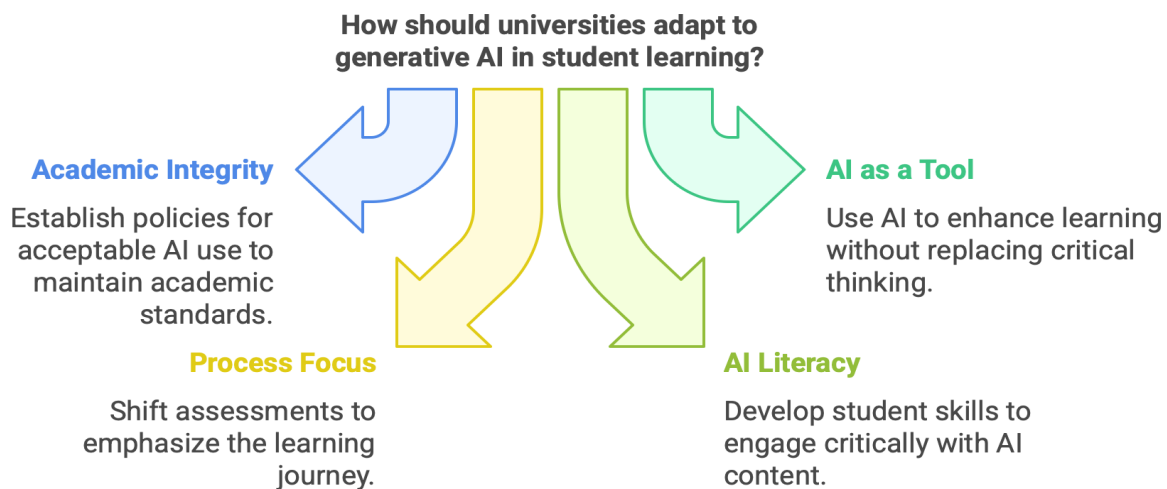 How should universities adapt to
generative AI in student learning?
Academic Integrity
Establish policies for
acceptable AI use to
maintain academic
standards.
Process Focus
Shift assessments to
emphasize the learning
journey.
AI Literacy
Develop student skills to
engage critically with AI
content.
AI as a Tool
Use AI to enhance learning
without replacing critical
thinking.